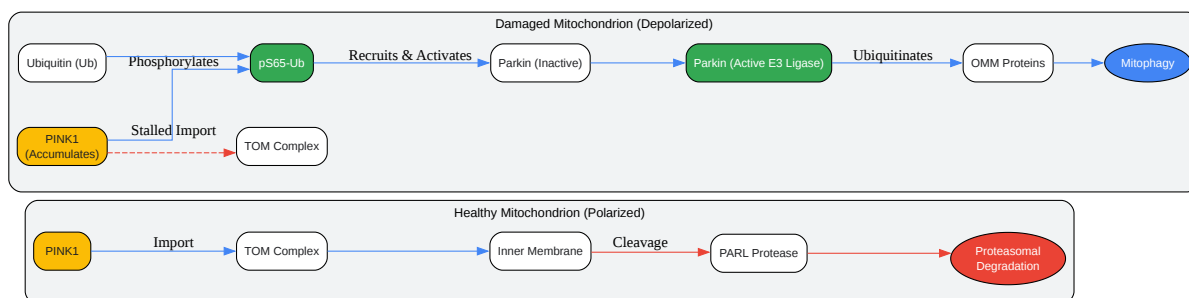 Damaged Mitochondrion (Depolarized)
Ubiquitin (Ub)
Phosphorylates
pS65-Ub
Recruits & Activates
Parkin (Inactive)
Parkin (Active E3 Ligase)
Ubiquitinates
OMM Proteins
Mitophagy
PINK1
(Accumulates)
Stalled Import
TOM Complex
Healthy Mitochondrion (Polarized)
PINK1
Import
TOM Complex
Inner Membrane
Cleavage
PARL Protease
Proteasomal
Degradation